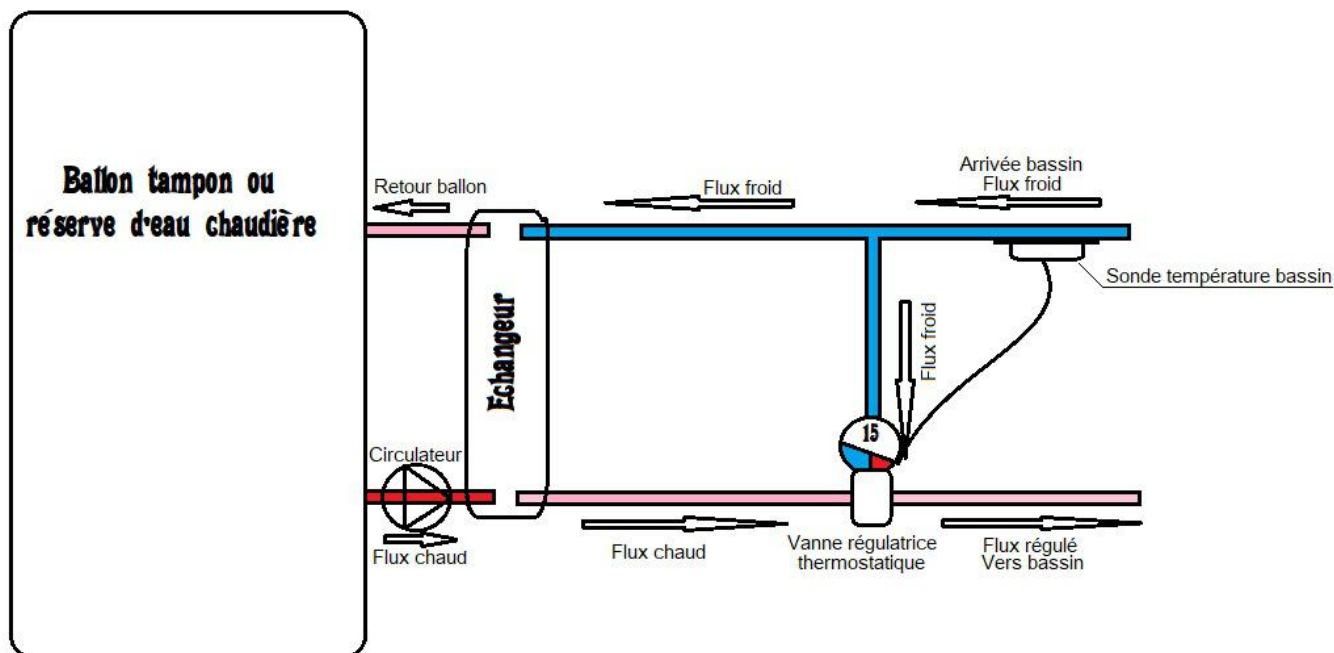 Ballon tampon ou
réserve d'eau chaudière
Retour ballon
Flux froid
Arrivée bassin
Flux froid
Sonde température bassin
Echangeur
Flux froid
15
Circulateur
Flux chaud
Flux chaud
Vanne régulatrice
thermostatique
Flux régulé
Vers bassin